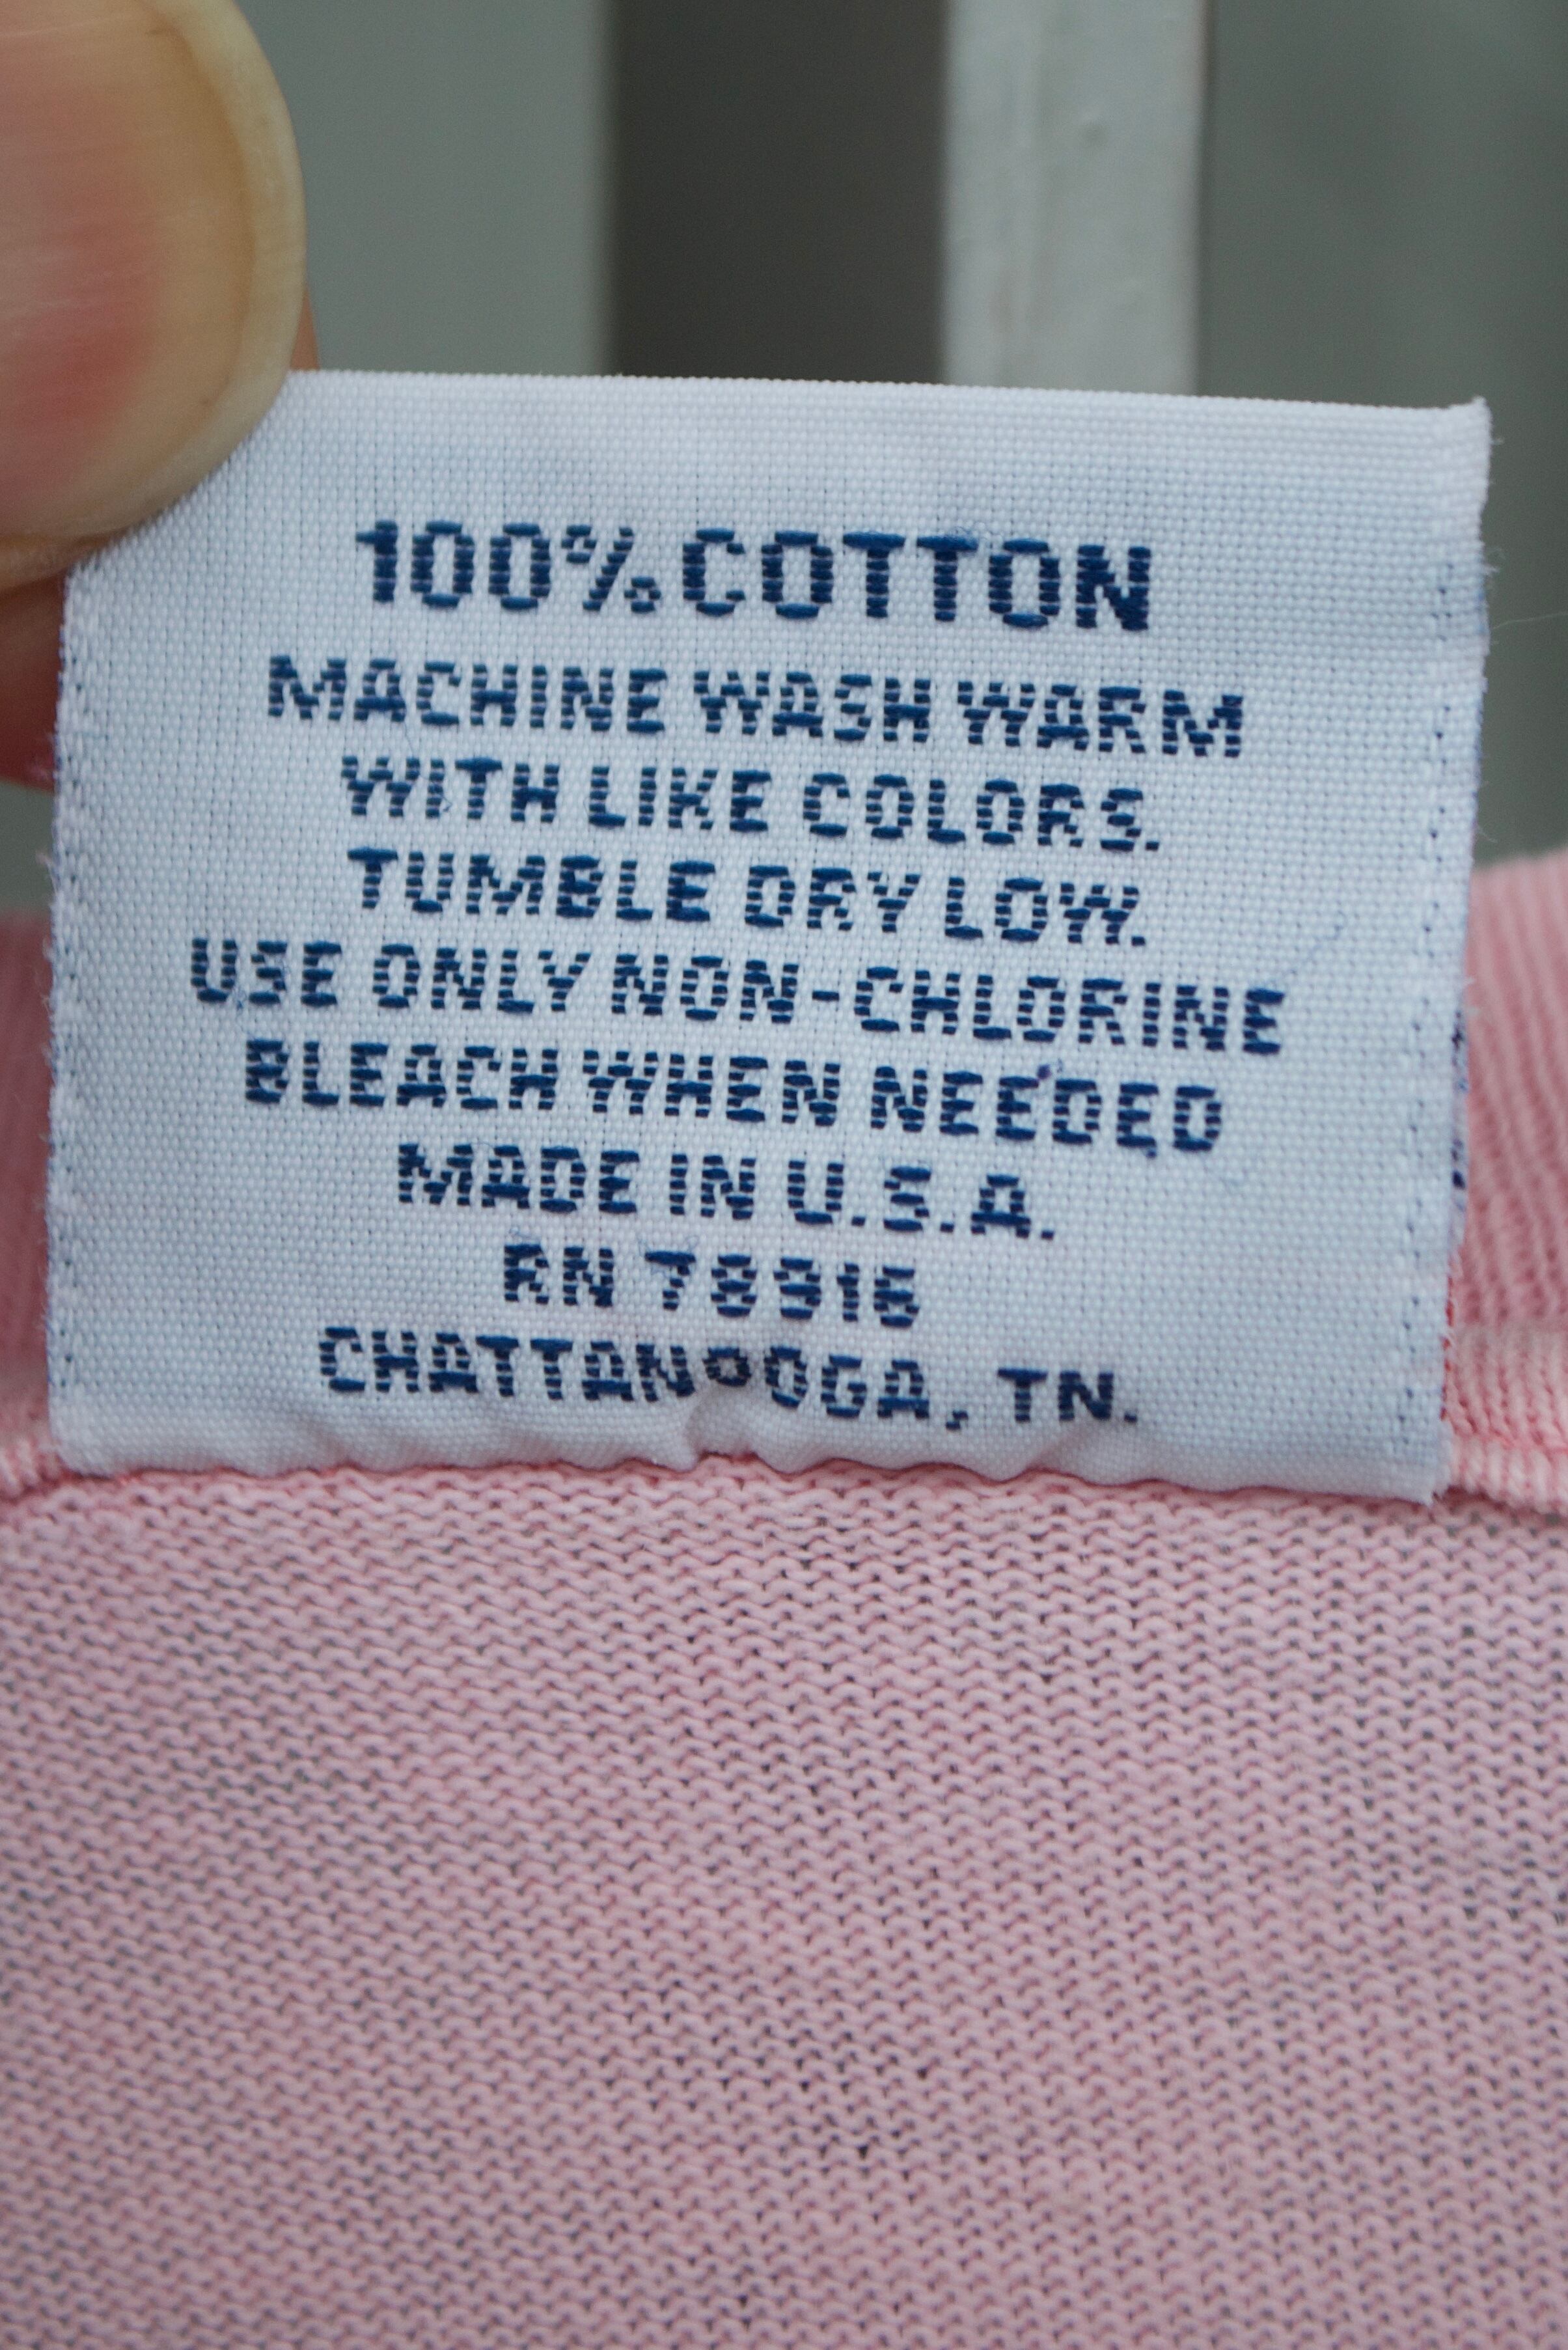 100% COTTON
MACHINE WASH WARM
WITH LIKE COLORS.
TUMBLE DRY LOW.
USE ONLY NON-CHLORINE
BLEACH WHEN NEEDED
MADE IN U.S.A.
RN 78916
CHATTANOOGA, TN.